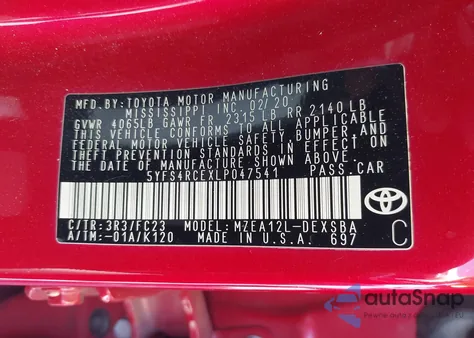 MFD.BY:TOYOTA MOTOR MANUFACTURING
MISSISSIPPI INC. 02/20
GVWR 4065LB GAWR FR 2315LB RR 2140LB
THIS VEHICLE CONFORMS TO ALL APPLICABLE
FEDERAL MOTOR VEHICLE SAFETY,BUMPER,AND
THEFT PREVENTION STANDARDS IN EFFECT ON
THE DATE OF MANUFACTURE SHOWN ABOVE.
5YFS4RCEXLP047541 PASS.CAR
C/TR:3R3/FC23 MODEL:MZEA12L-DEXSBA
A/TM:-01A/K120 MADE IN U.S.A. 697
C
autoSnap